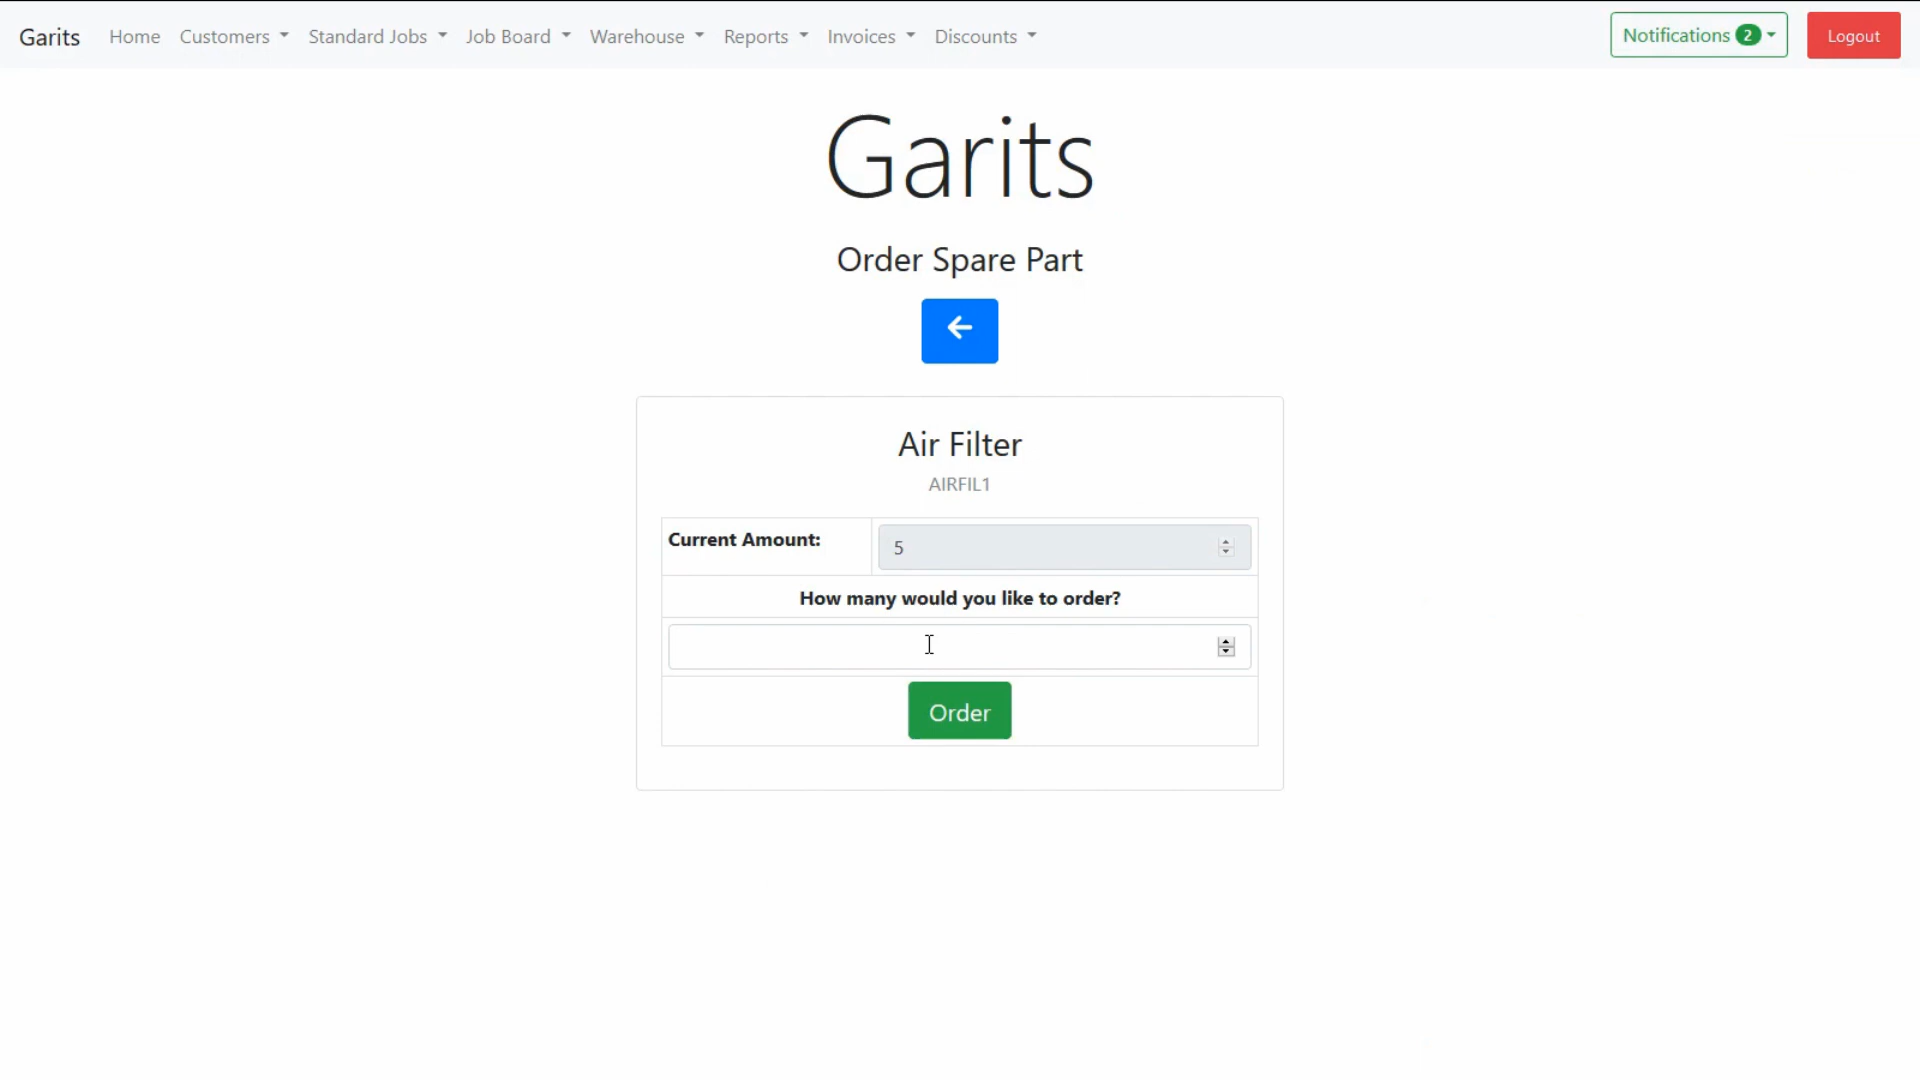 Garits Home Customers Standard Jobs Job Board Warehouse Reports Invoices Discounts Notifications 2 Logout
Garits
Order Spare Part
Air Filter
AIRFIL1
Current Amount: 5
How many would you like to order?
Order